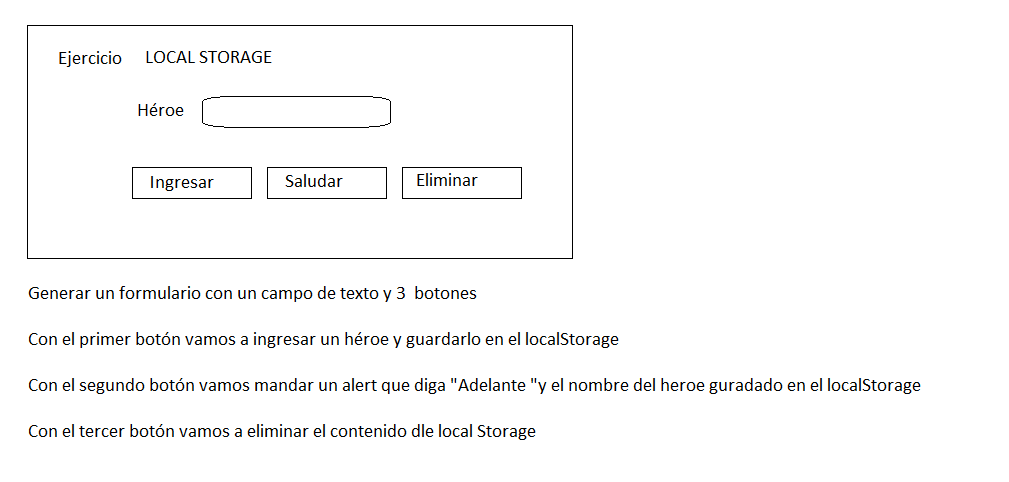 Ejercicio LOCAL STORAGE
Héroe
Ingresar Saludar Eliminar
Generar un formulario con un campo de texto y 3 botones
Con el primer botón vamos a ingresar un héroe y guardarlo en el localStorage
Con el segundo botón vamos mandar un alert que diga "Adelante "y el nombre del heroe guradado en el localStorage
Con el tercer botón vamos a eliminar el contenido dle local Storage